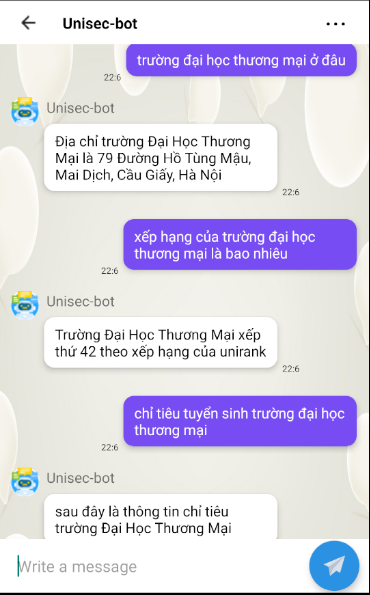 Unisec-bot
trường đại học thương mại ở đâu
22:6
Unisec-bot
Địa chỉ trường Đại Học Thương
Mại là 79 Đường Hồ Tùng Mậu,
Mai Dịch, Cầu Giấy, Hà Nội
22:6
xếp hạng của trường đại học
thương mại là bao nhiêu
22:6
Unisec-bot
Trường Đại Học Thương Mại xếp
thứ 42 theo xếp hạng của unirank
22:6
chỉ tiêu tuyển sinh trường đại học
thương mại
22:6
Unisec-bot
sau đây là thông tin chỉ tiêu
trường Đại Học Thương Mại
Write a message